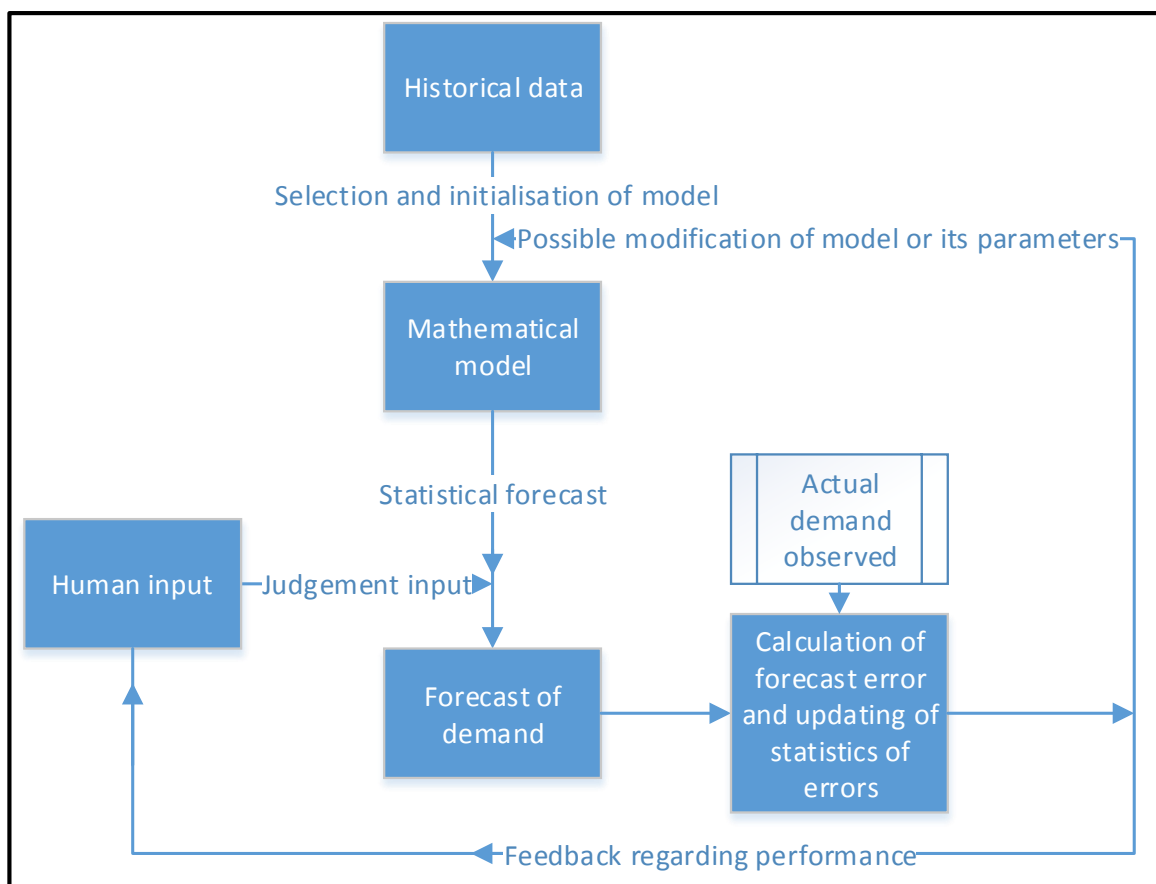 Historical data
Selection and initialisation of model
Possible modification of model or its parameters
Mathematical
model
Statistical forecast
Actual
demand
observed
Human input
Judgement input
Forecast of
demand
Calculation of
forecast error
and updating of
statistics of
errors
Feedback regarding performance